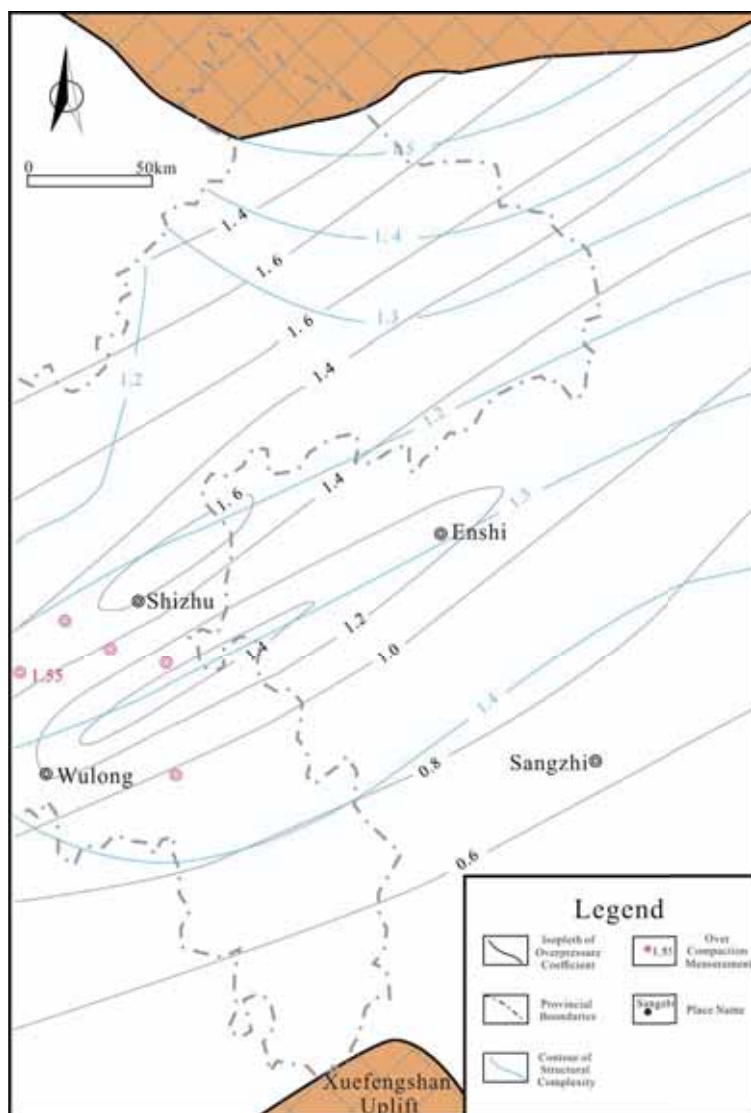 0 50km
1.5
1.4
1.4
1.6
1.3
1.6
1.2
1.4
1.2
1.4
1.6
1.3
Enshi
Shizhu
1.2
1.4
1.0
1.55
1.4
Sangzhi
0.8
Wulong
0.6
Legend
Isopleth of
Overpressure
Coefficient
1.55
Over
Compaction
Measurement
Provincial
Boundaries
Sangzhi
Place Name
Contour of
Structural
Complexity
Xuefengshan
Uplift